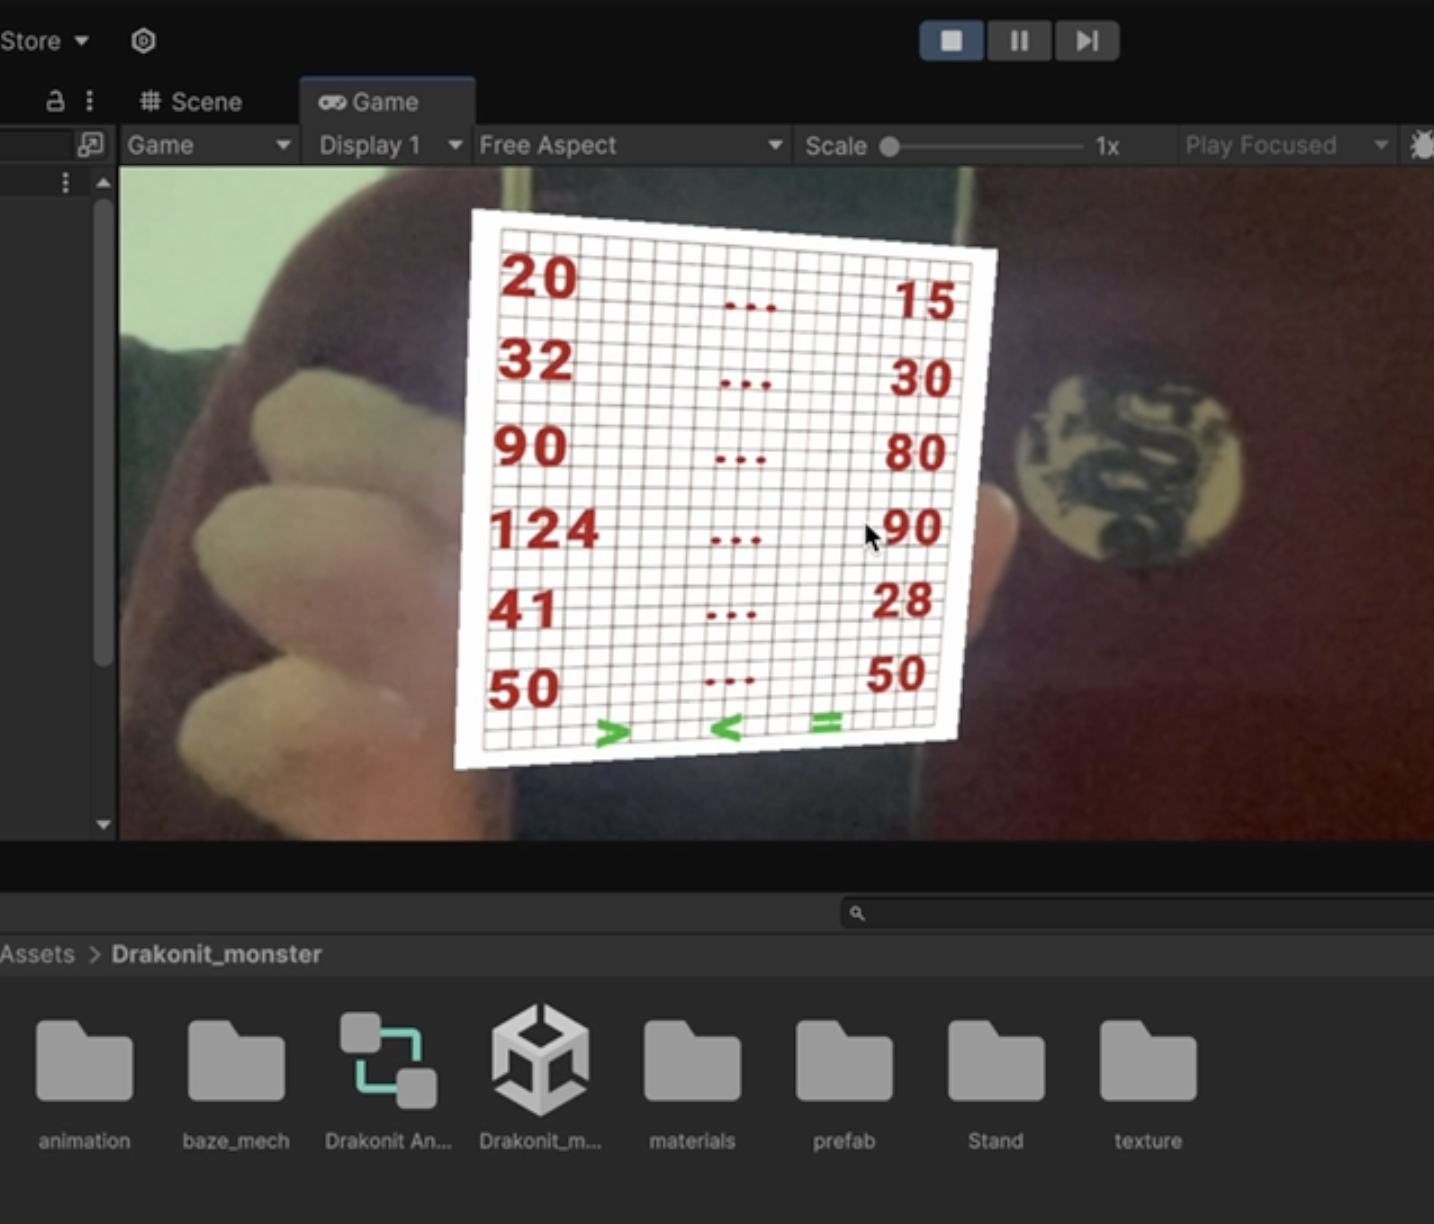 Store
Scene
Game
Game
Display 1
Free Aspect
Scale
1x
Play Focused
20 ... 15
32 ... 30
90 ... 80
124 ... 90
41 ... 28
50 ... 50
> < =
Assets > Drakonit_monster
animation
baze_mech
Drakonit An...
Drakonit_m...
materials
prefab
Stand
texture